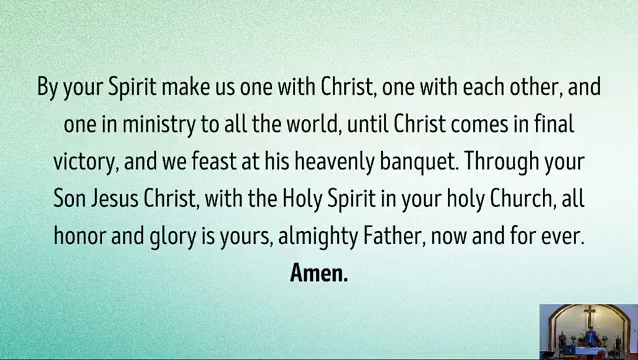 By your Spirit make us one with Christ, one with each other, and
one in ministry to all the world, until Christ comes in final
victory, and we feast at his heavenly banquet. Through your
Son Jesus Christ, with the Holy Spirit in your holy Church, all
honor and glory is yours, almighty Father, now and for ever.
Amen.